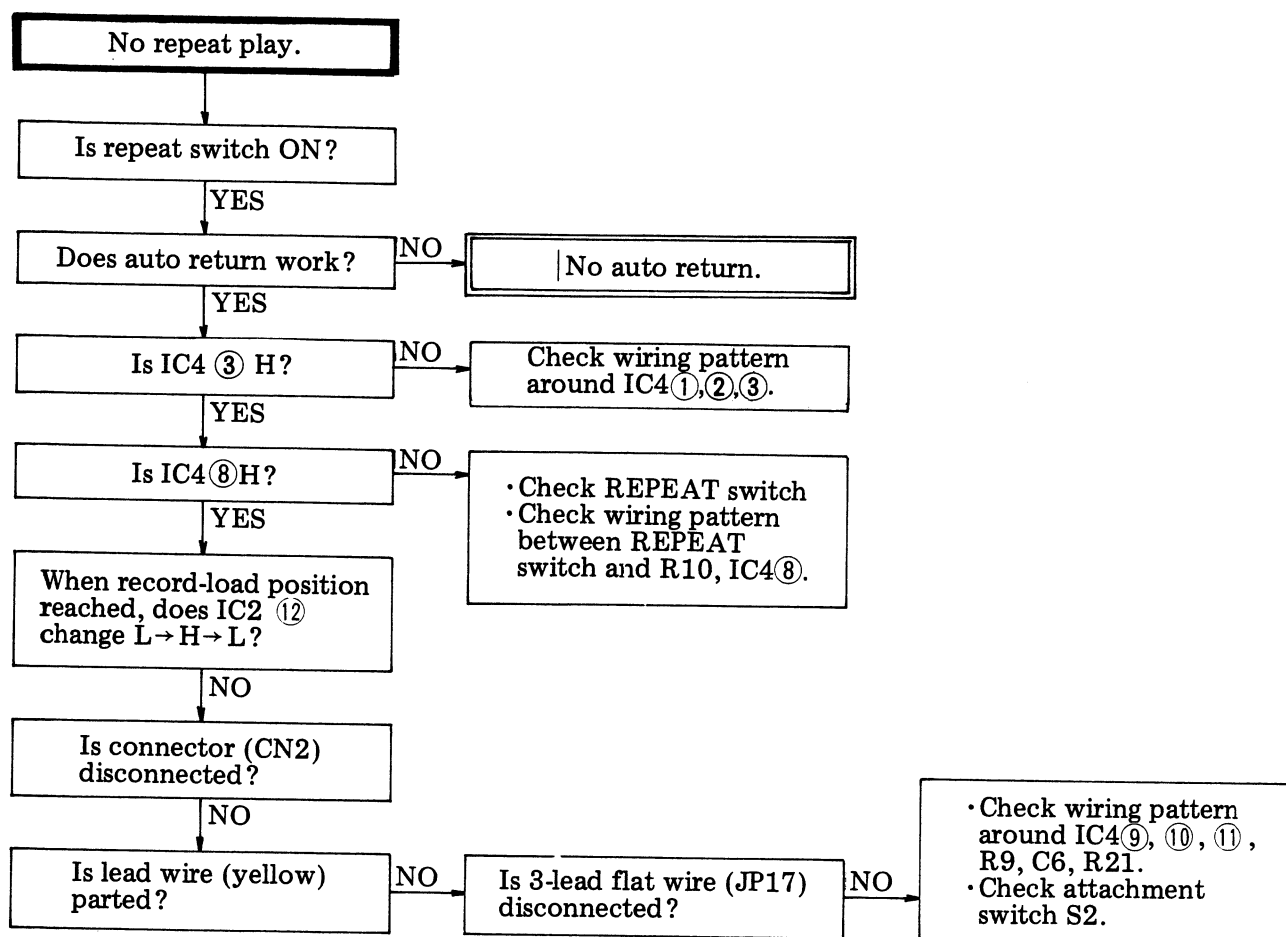 No repeat play.
Is repeat switch ON?
YES
Does auto return work?
NO
No auto return.
YES
Is IC4 ③ H?
NO
Check wiring pattern
around IC4①,②,③.
YES
Is IC4⑧H?
NO
·Check REPEAT switch
·Check wiring pattern
between REPEAT
switch and R10, IC4⑧.
YES
When record-load position
reached, does IC2 ⑫
change L→H→L?
NO
Is connector (CN2)
disconnected?
NO
Is lead wire (yellow)
parted?
NO
Is 3-lead flat wire (JP17)
disconnected?
NO
·Check wiring pattern
around IC4⑨, ⑩, ⑪,
R9, C6, R21.
·Check attachment
switch S2.